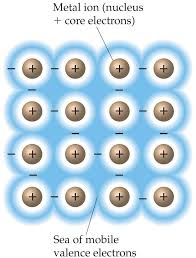 Metal ion (nucleus
+ core electrons)
− + − + − + − +
+ − + − + − +
− + − + − + +
+ − + − + − +
Sea of mobile
valence electrons